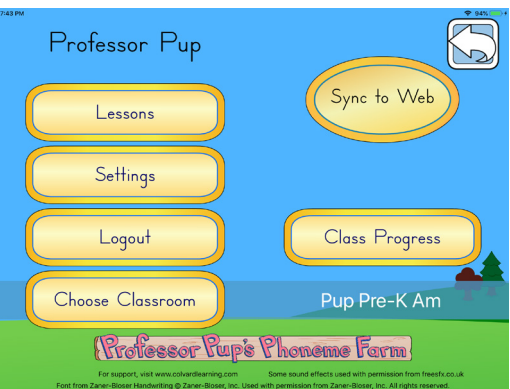 7:43 PM
94%
Professor Pup
Sync to Web
Lessons
Settings
Logout
Class Progress
Choose Classroom
Pup Pre-K Am
Professor Pup's Phoneme Farm
For support, visit www.colvardlearning.com
Some sound effects used with permission from freesfx.co.uk
Font from Zaner-Bloser Handwriting © Zaner-Bloser, Inc. Used with permission from Zaner-Bloser, Inc. All rights reserved.